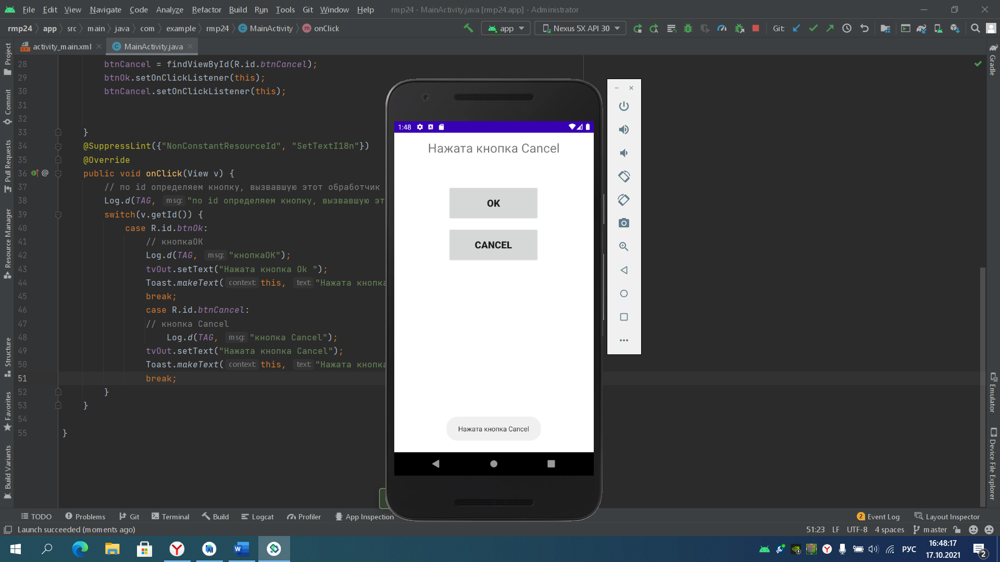 File Edit View Navigate Code Analyze Refactor Build Run Tools Git Window Help rmp24 - MainActivity.java [rmp24.app] - Administrator
rmp24 app src main java com example rmp24 MainActivity onClick app Nexus 5X API 30 Git:
activity_main.xml MainActivity.java
Project
Commit
Pull Requests
Resource Manager
Structure
Favorites
Build Variants
28 btnCancel = findViewById(R.id.btnCancel);
29 btnOk.setOnClickListener(this);
30 btnCancel.setOnClickListener(this);
31
32
33 }
34 @SuppressLint({"NonConstantResourceId", "SetTextI18n"})
35 @Override
36 @ public void onClick(View v) {
37 // по id определяем кнопку, вызвавшую этот обработчик
38 Log.d(TAG, msg: "по id определяем кнопку, вызвавшую эт
39 switch(v.getId()) {
40 case R.id.btnOk:
41 // кнопкаОК
42 Log.d(TAG, msg: "кнопкаОК");
43 tvOut.setText("Нажата кнопка Ok ");
44 Toast.makeText( context: this, text: "Нажата кнопка
45 break;
46 case R.id.btnCancel:
47 // кнопка Cancel
48 Log.d(TAG, msg: "кнопка Cancel");
49 tvOut.setText("Нажата кнопка Cancel");
50 Toast.makeText( context: this, text: "Нажата кнопка
51 break;
52 }
53 }
54
55 }
1:48
Нажата кнопка Cancel
OK
CANCEL
Нажата кнопка Cancel
Gradle
Emulator
Device File Explorer
TODO Problems Git Terminal Build Logcat Profiler App Inspection 2 Event Log Layout Inspector
Launch succeeded (moments ago) 51:23 LF UTF-8 4 spaces master
РУС 16:48:17
17.10.2021 2